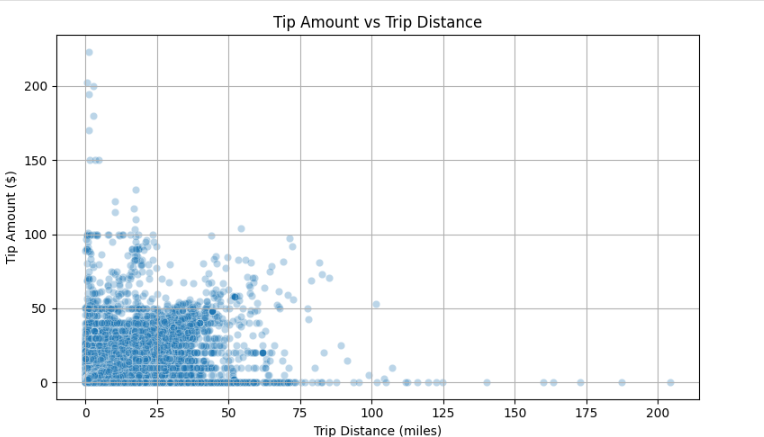 Tip Amount vs Trip Distance
Tip Amount ($)
200
150
100
50
0
0 25 50 75 100 125 150 175 200
Trip Distance (miles)